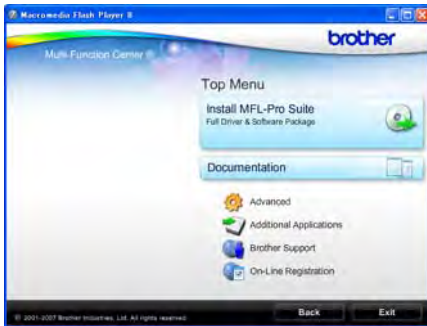 Macromedia Flash Player 8
brother
Multi-Function Center ®
Top Menu
Install MFL-Pro Suite
Full Driver & Software Package
Documentation
Advanced
Additional Applications
Brother Support
On-Line Registration
© 2001-2007 Brother Industries, Ltd. All rights reserved.
Back
Exit